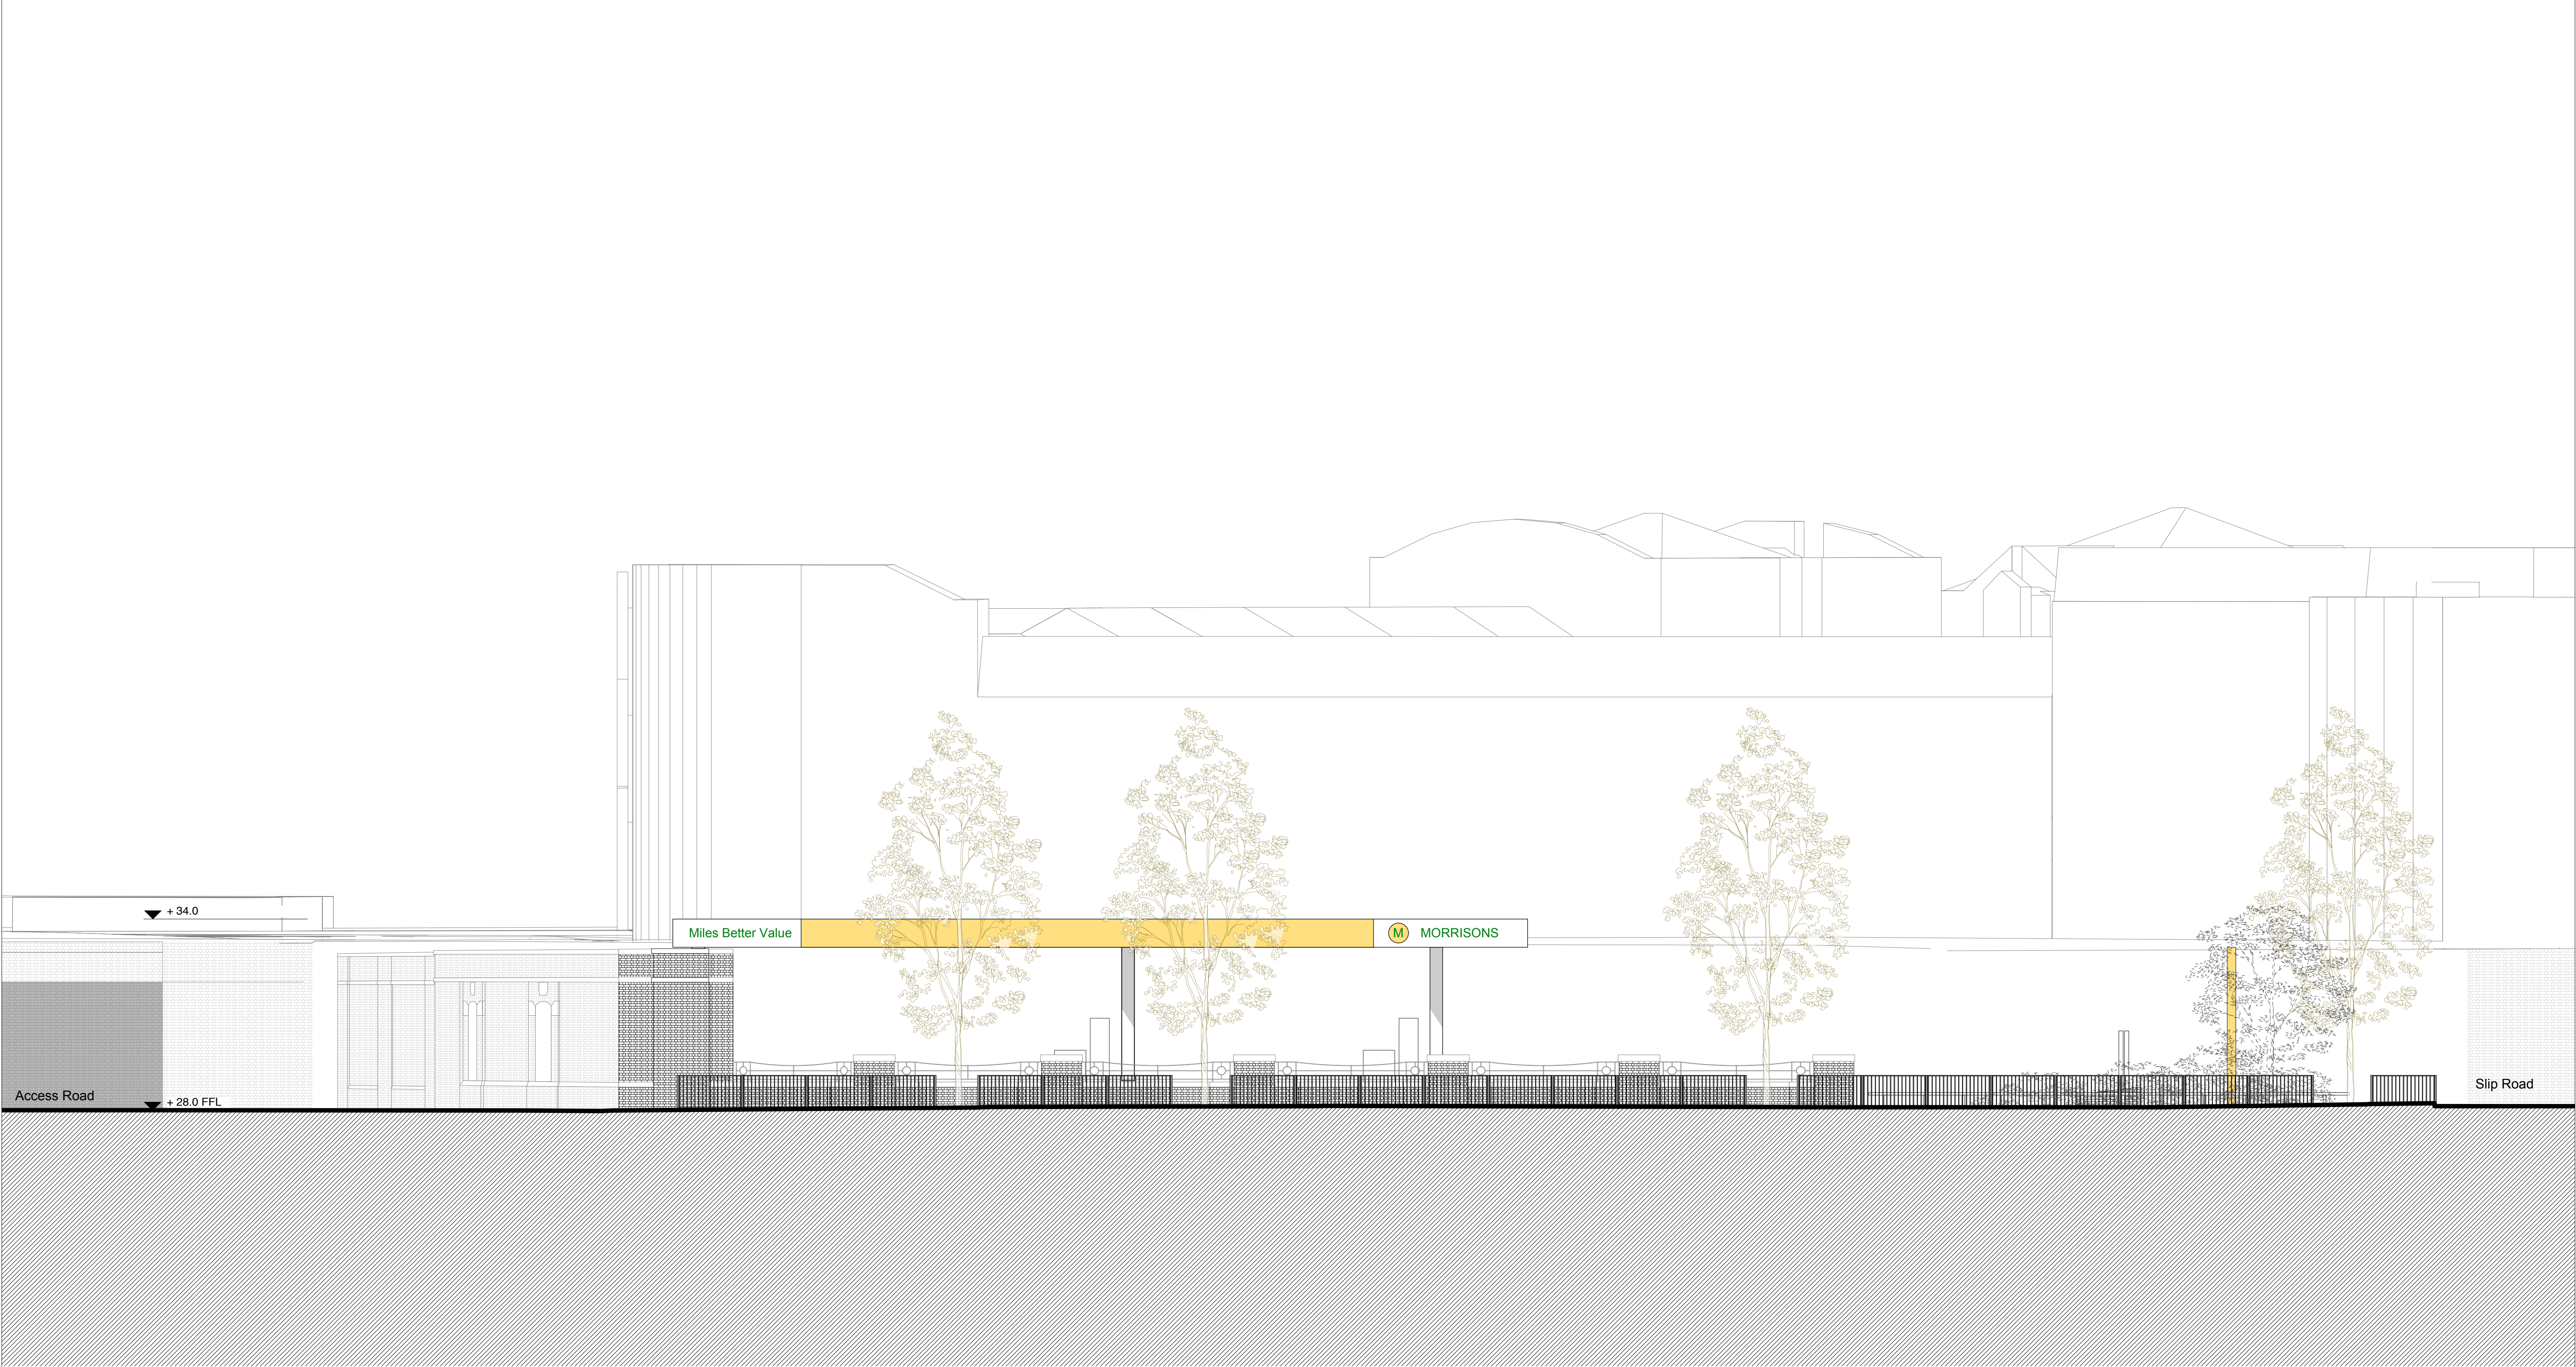 + 34.0
Miles Better Value
M MORRISONS
Access Road
+ 28.0 FFL
Slip Road